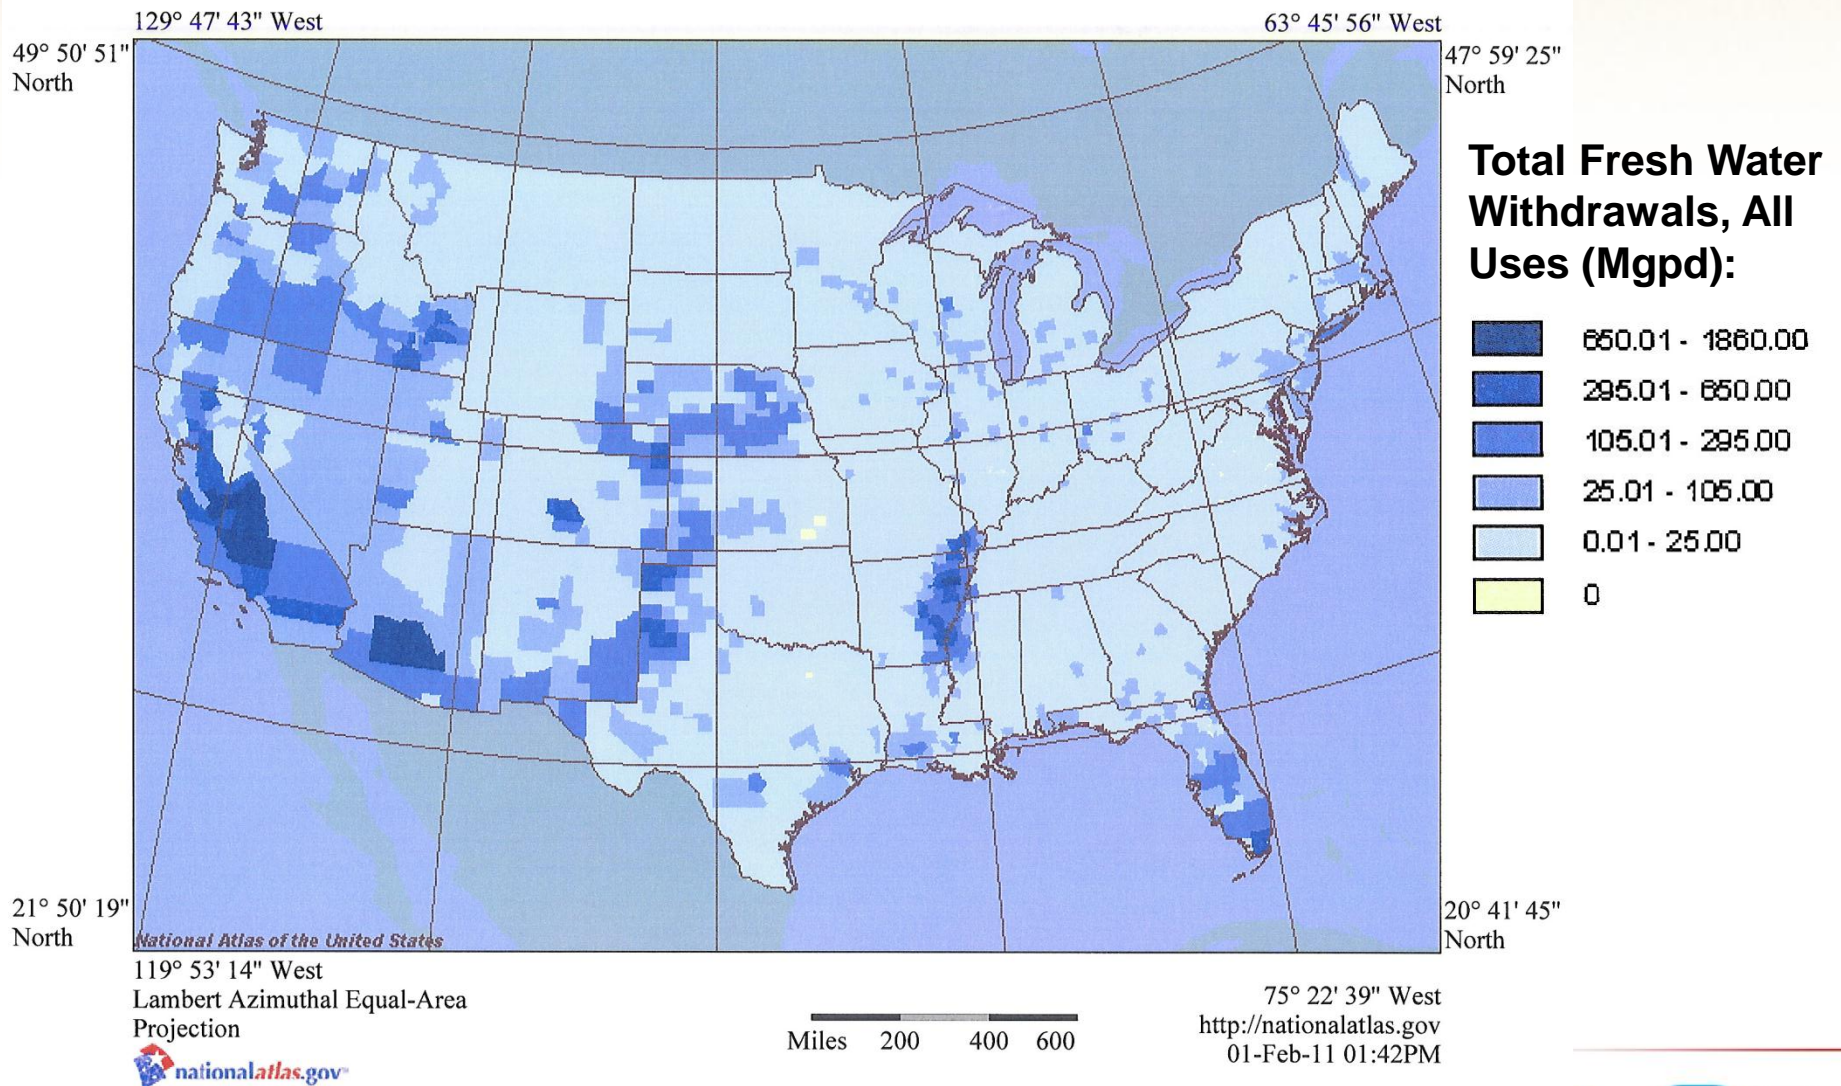 129° 47' 43" West
63° 45' 56" West
49° 50' 51"
North
47° 59' 25"
North
Total Fresh Water
Withdrawals, All
Uses (Mgpd):
650.01 - 1860.00
295.01 - 650.00
105.01 - 295.00
25.01 - 105.00
0.01 - 25.00
0
21° 50' 19"
North
20° 41' 45"
North
National Atlas of the United States
119° 53' 14" West
Lambert Azimuthal Equal-Area
Projection
nationalatlas.gov
Miles 200 400 600
75° 22' 39" West
http://nationalatlas.gov
01-Feb-11 01:42PM